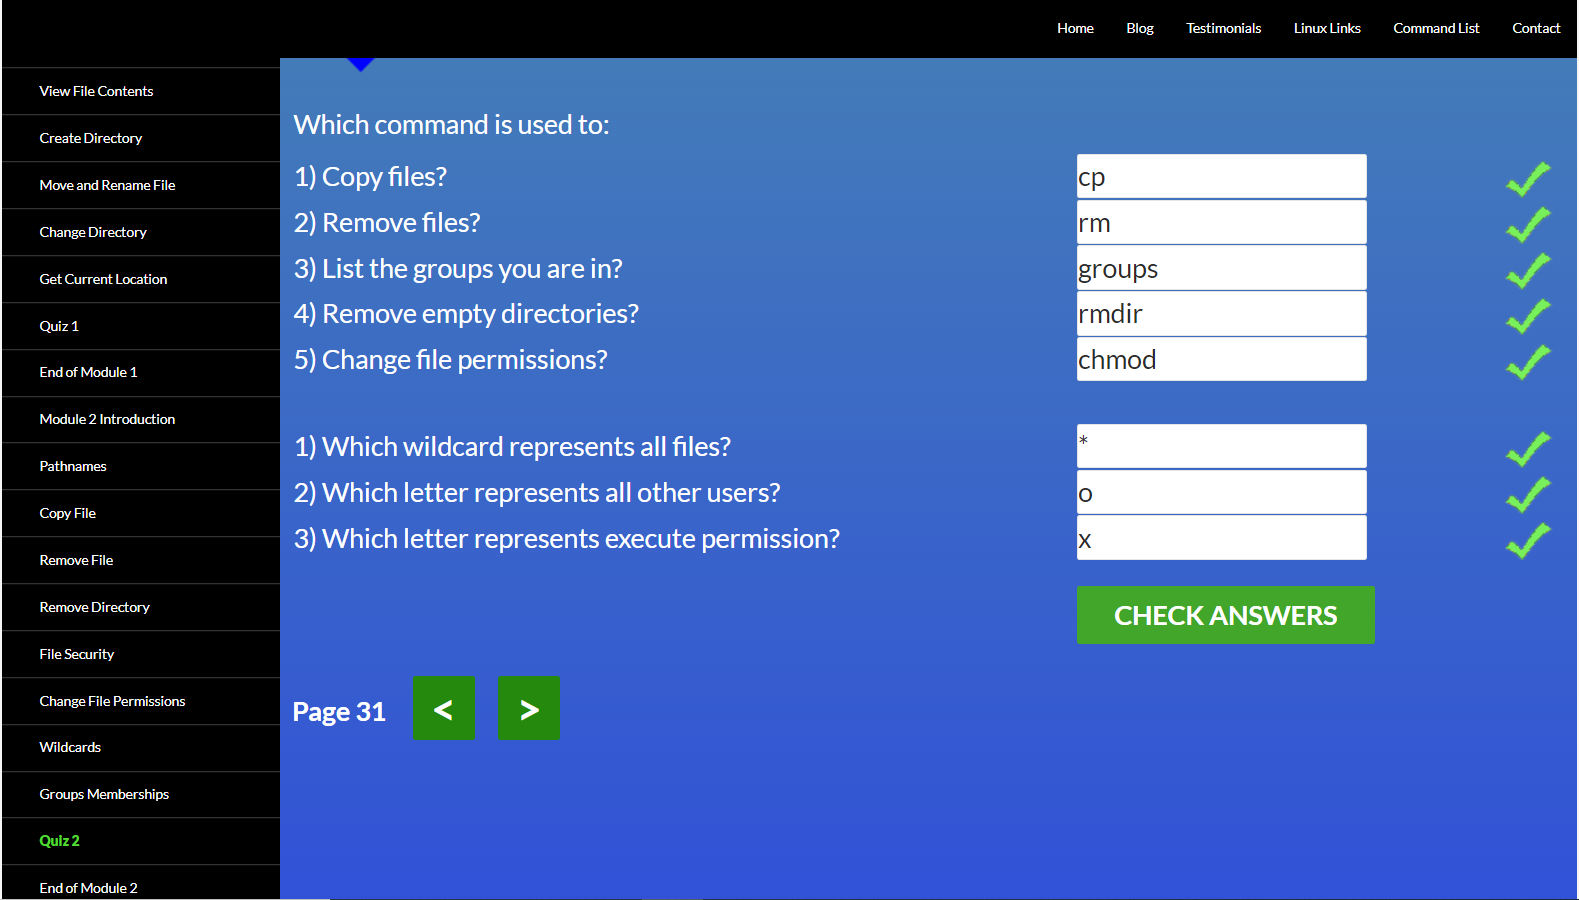 Home Blog Testimonials Linux Links Command List Contact
View File Contents
Create Directory
Move and Rename File
Change Directory
Get Current Location
Quiz 1
End of Module 1
Module 2 Introduction
Pathnames
Copy File
Remove File
Remove Directory
File Security
Change File Permissions
Wildcards
Groups Memberships
Quiz 2
End of Module 2
Which command is used to:
1) Copy files? cp
2) Remove files? rm
3) List the groups you are in? groups
4) Remove empty directories? rmdir
5) Change file permissions? chmod
1) Which wildcard represents all files? *
2) Which letter represents all other users? o
3) Which letter represents execute permission? x
CHECK ANSWERS
Page 31 < >